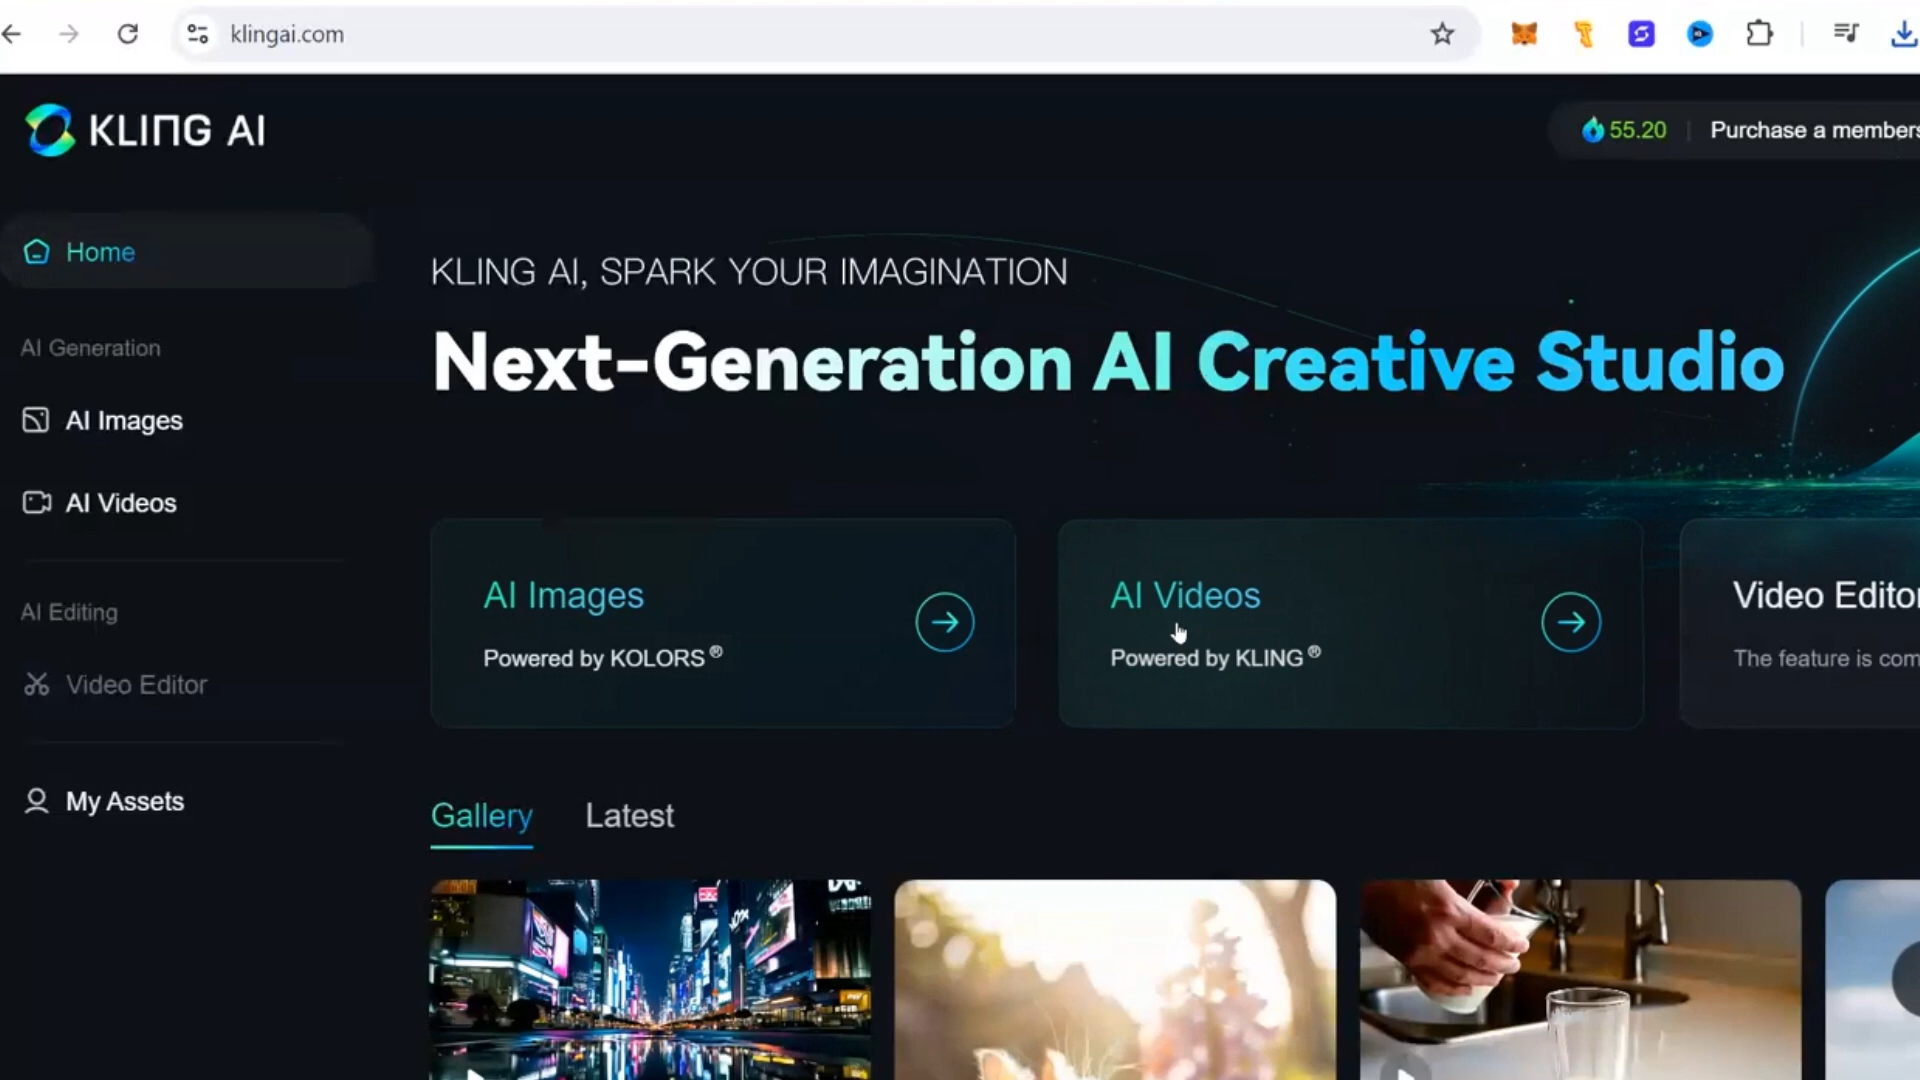 klingai.com
KLING AI
55.20
Purchase a members
Home
KLING AI, SPARK YOUR IMAGINATION
AI Generation
Next-Generation AI Creative Studio
AI Images
AI Videos
AI Images
Powered by KOLORS®
AI Videos
Powered by KLING®
Video Editor
The feature is com
AI Editing
Video Editor
My Assets
Gallery
Latest